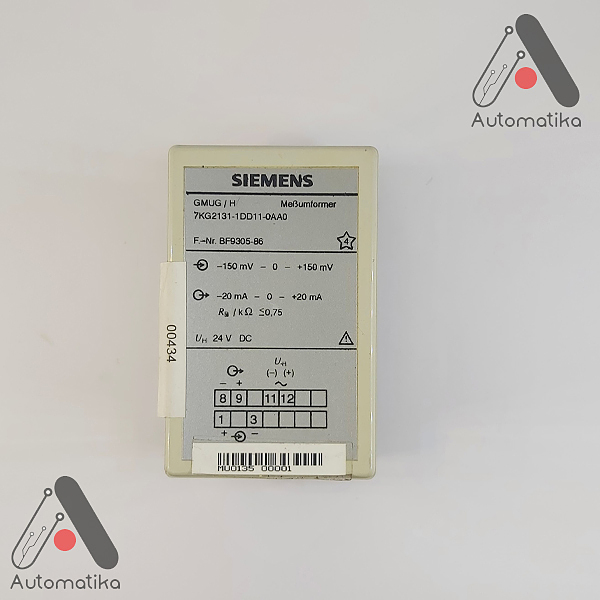 Automatika
SIEMENS
GMUG / H Meßumformer
7KG2131-1DD11-0AA0
F.-Nr. BF9305-86 4
-150 mV - 0 - +150 mV
-20 mA - 0 - +20 mA
R_B / kΩ ≤0,75
U_H 24 V DC
00434
U_H
(-) (+)
- + ~
8 9 11 12
1 3
+ -
MU0135 00001
Automatika